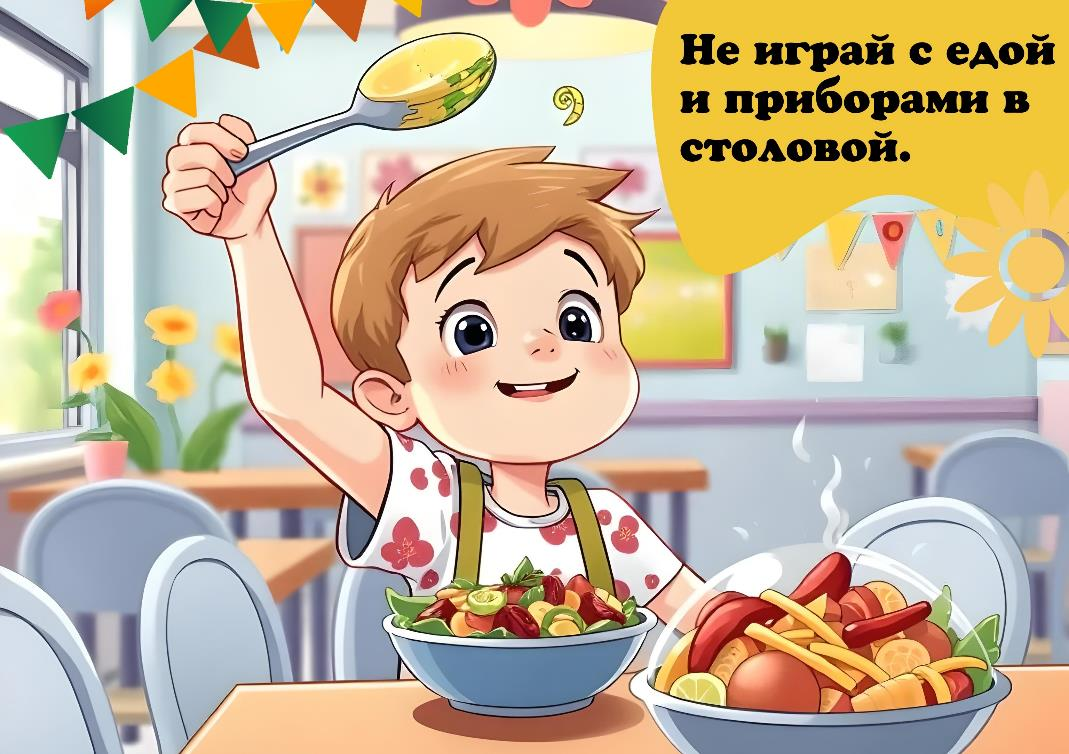 Не играй с едой
и приборами в
столовой.